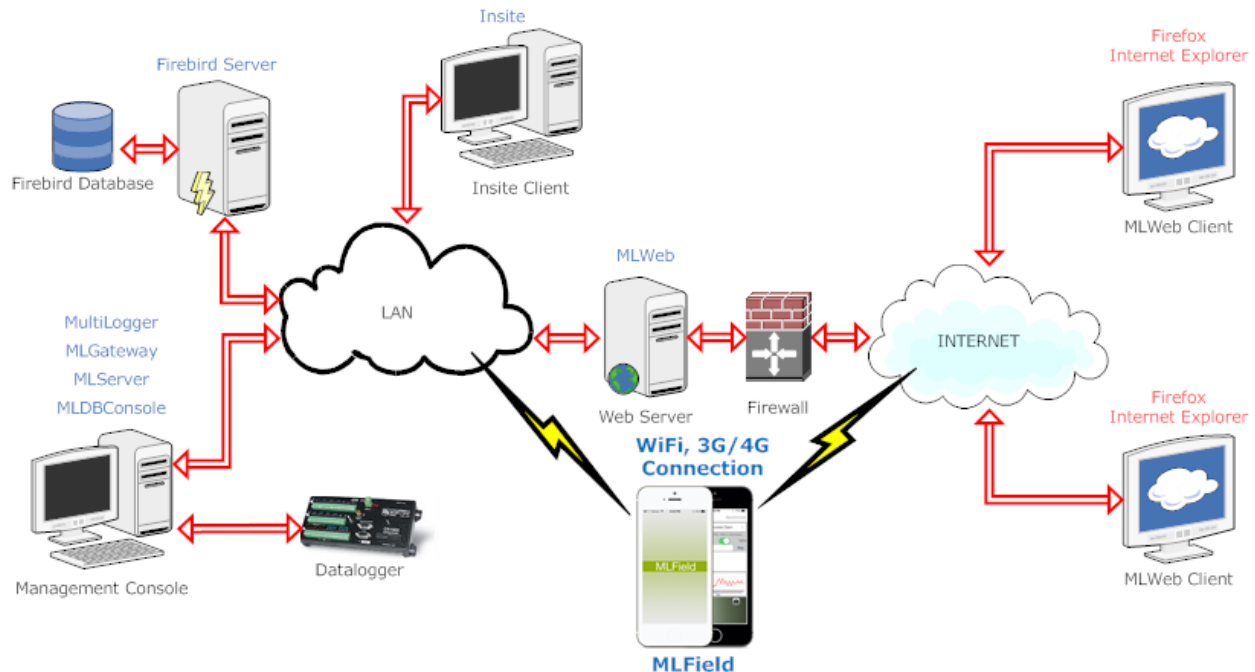 Insite
Firebird Server
Firebird Database
Insite Client
Firefox
Internet Explorer
MLWeb Client
LAN
MLWeb
Web Server
Firewall
INTERNET
MultiLogger
MLGateway
MLServer
MLDBConsole
Management Console
Datalogger
WiFi, 3G/4G
Connection
MLField
MLField
Firefox
Internet Explorer
MLWeb Client